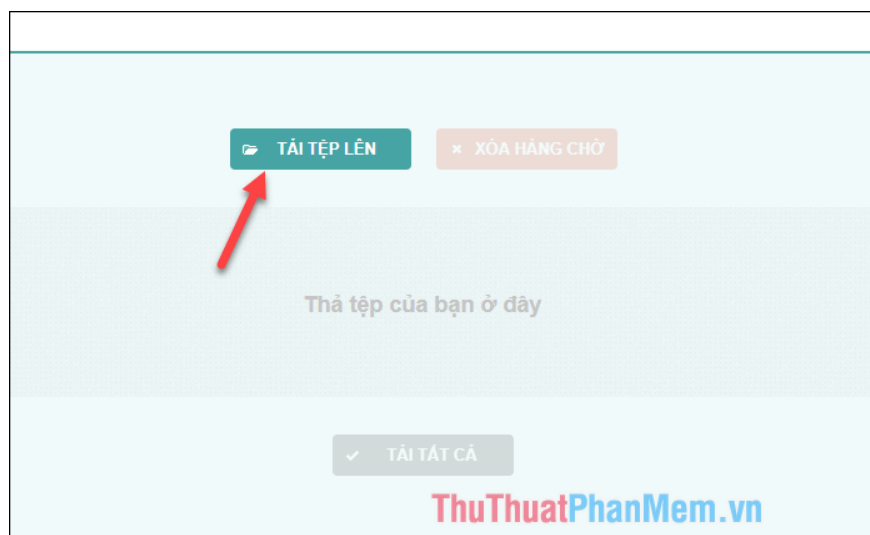 TẢI TỆP LÊN
XÓA HÀNG CHỜ
Thả tệp của bạn ở đây
TẢI TẤT CẢ
ThuThuatPhanMem.vn